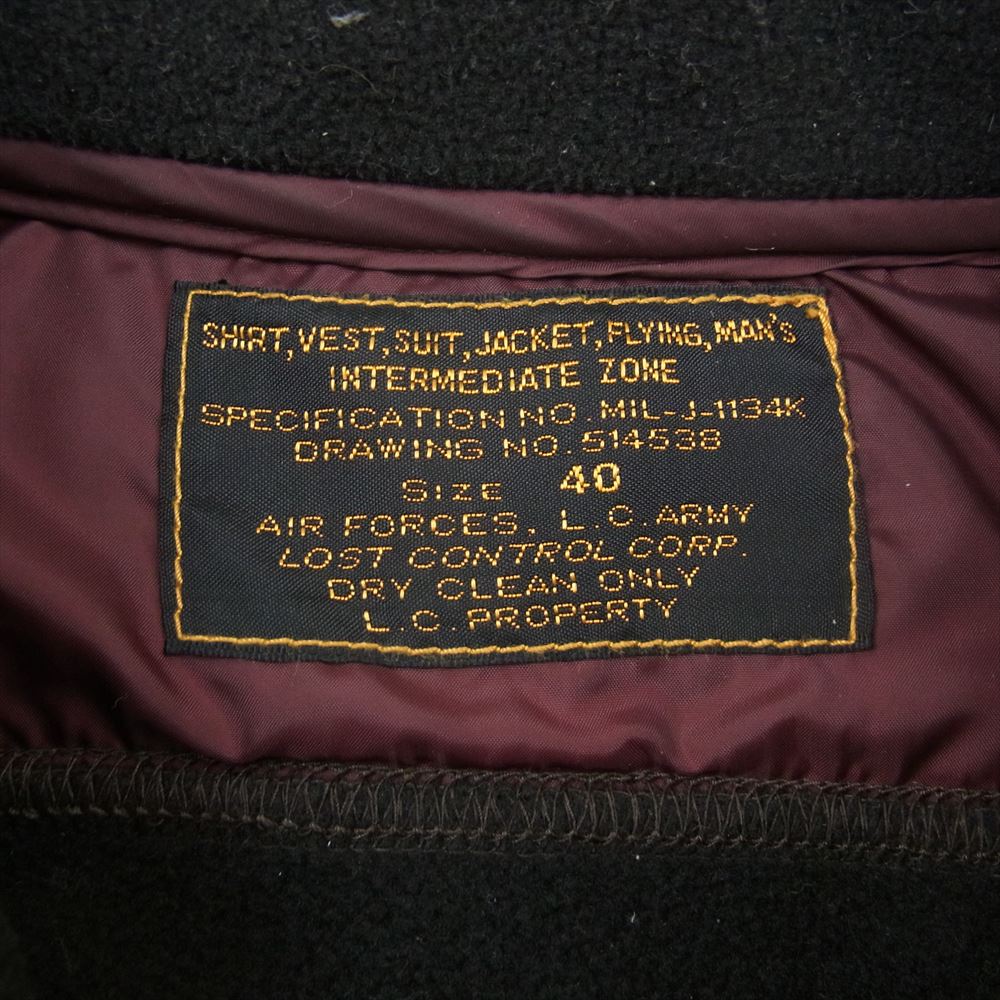 SHIRT, VEST, SUIT, JACKET, FLYING, MAN'S
INTERMEDIATE ZONE
SPECIFICATION NO. MIL-J-1134K
DRAWING NO. 514538
SIZE 40
AIR FORCES, L.C. ARMY
LOST CONTROL CORP.
DRY CLEAN ONLY
L.C. PROPERTY